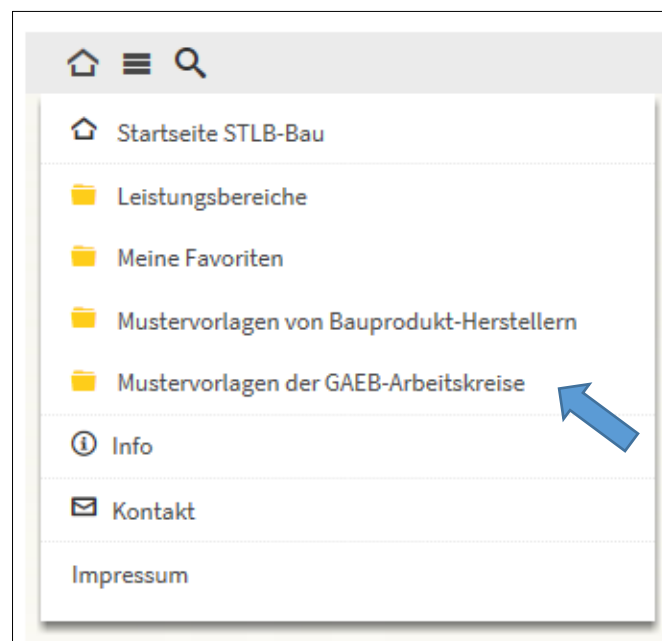 Startseite STLB-Bau
Leistungsbereiche
Meine Favoriten
Mustervorlagen von Bauprodukt-Herstellern
Mustervorlagen der GAEB-Arbeitskreise
Info
Kontakt
Impressum